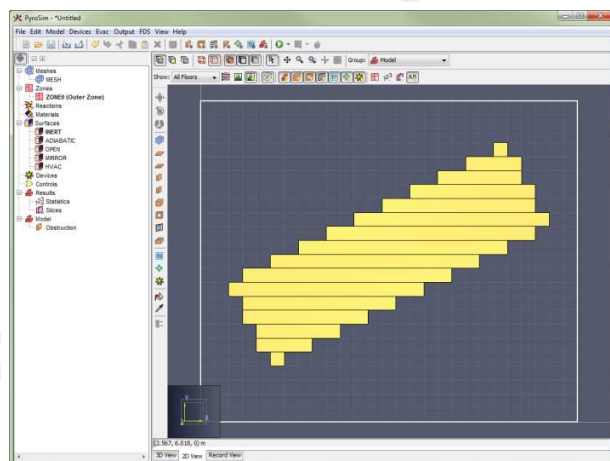 PyroSim - *Untitled
File Edit Model Devices Evac Output FDS View Help
Group: Model
Show: All Floors
Meshes
MESH
Zones
ZONE0 (Outer Zone)
Reactions
Materials
Surfaces
INERT
ADIABATIC
OPEN
MIRROR
HVAC
Devices
Controls
Results
Statistics
Slices
Model
Obstruction
(2.567, 6.018, 0) m
3D View 2D View Record View